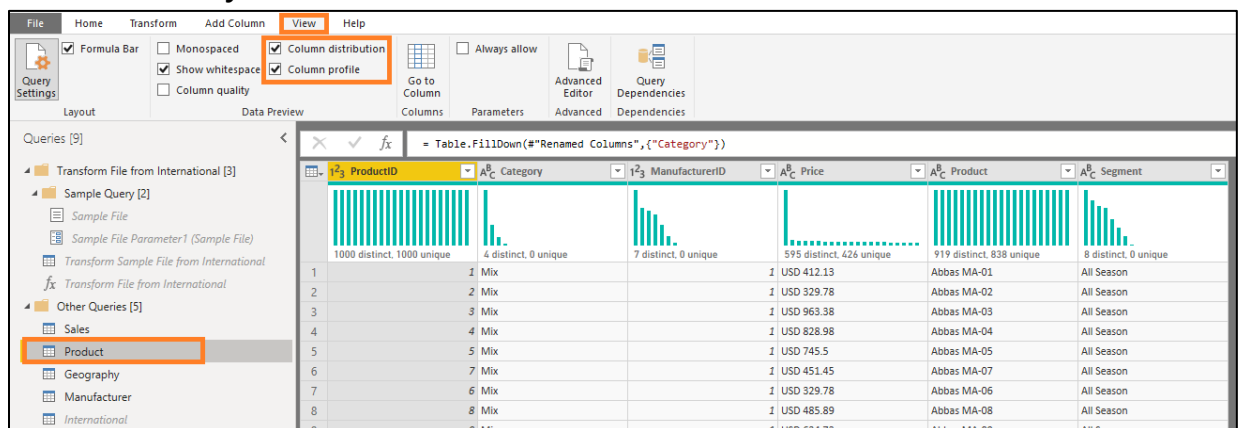 File Home Transform Add Column View Help
Formula Bar Monospaced Column distribution Always allow
Show whitespace Column profile
Query Settings Column quality Go to Column Advanced Editor Query Dependencies
Layout Data Preview Columns Parameters Advanced Dependencies
Queries [9] < fx = Table.FillDown(#"Renamed Columns",{"Category"})
Transform File from International [3]
Sample Query [2]
Sample File
Sample File Parameter1 (Sample File)
Transform Sample File from International
fx Transform File from International
Other Queries [5]
Sales
Product
Geography
Manufacturer
International
1²3 ProductID ABC Category 1²3 ManufacturerID ABC Price ABC Product ABC Segment
1000 distinct, 1000 unique 4 distinct, 0 unique 7 distinct, 0 unique 595 distinct, 426 unique 919 distinct, 838 unique 8 distinct, 0 unique
1 1 Mix 1 USD 412.13 Abbas MA-01 All Season
2 2 Mix 1 USD 329.78 Abbas MA-02 All Season
3 3 Mix 1 USD 963.38 Abbas MA-03 All Season
4 4 Mix 1 USD 828.98 Abbas MA-04 All Season
5 5 Mix 1 USD 745.5 Abbas MA-05 All Season
6 7 Mix 1 USD 451.45 Abbas MA-07 All Season
7 6 Mix 1 USD 329.78 Abbas MA-06 All Season
8 8 Mix 1 USD 485.89 Abbas MA-08 All Season